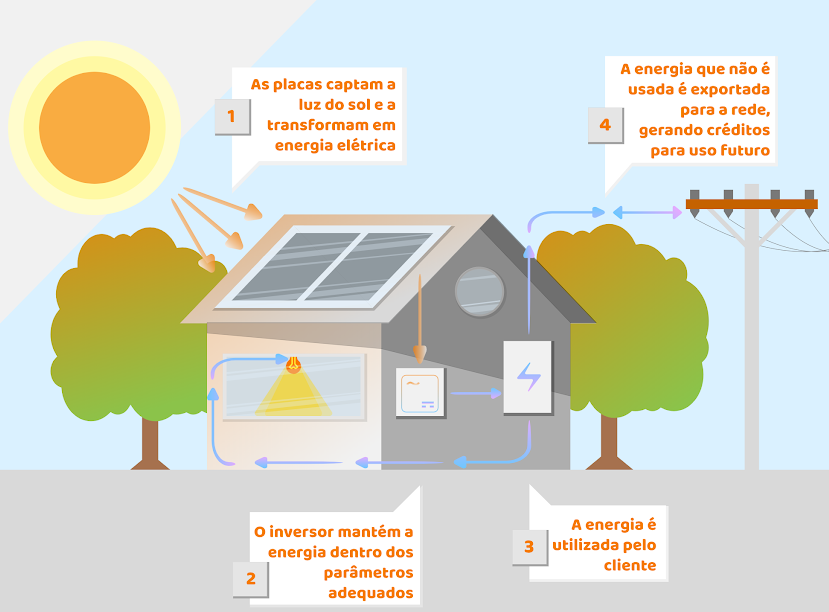 1
As placas captam a
luz do sol e a
transformam em
energia elétrica
2
O inversor mantém a
energia dentro dos
parâmetros
adequados
3
A energia é
utilizada pelo
cliente
4
A energia que não é
usada é exportada
para a rede,
gerando créditos
para uso futuro